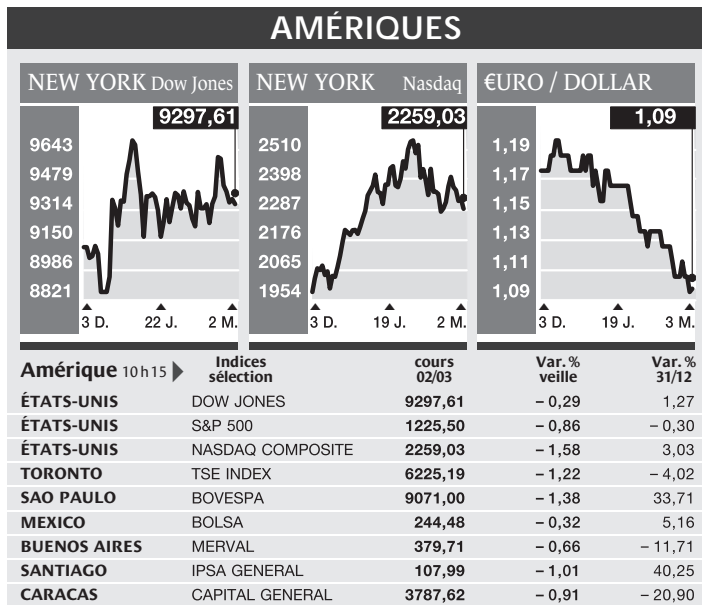 AMÉRIQUES
NEW YORK Dow Jones
9297,61
9643
9479
9314
9150
8986
8821
3 D. 22 J. 2 M.
NEW YORK Nasdaq
2259,03
2510
2398
2287
2176
2065
1954
3 D. 19 J. 2 M.
€URO / DOLLAR
1,09
1,19
1,17
1,15
1,13
1,11
1,09
3 D. 19 J. 3 M.
Amérique 10h15 Indices sélection cours 02/03 Var. % veille Var. % 31/12
ÉTATS-UNIS DOW JONES 9297,61 – 0,29 1,27
ÉTATS-UNIS S&P 500 1225,50 – 0,86 – 0,30
ÉTATS-UNIS NASDAQ COMPOSITE 2259,03 – 1,58 3,03
TORONTO TSE INDEX 6225,19 – 1,22 – 4,02
SAO PAULO BOVESPA 9071,00 – 1,38 33,71
MEXICO BOLSA 244,48 – 0,32 5,16
BUENOS AIRES MERVAL 379,71 – 0,66 – 11,71
SANTIAGO IPSA GENERAL 107,99 – 1,01 40,25
CARACAS CAPITAL GENERAL 3787,62 – 0,91 – 20,90